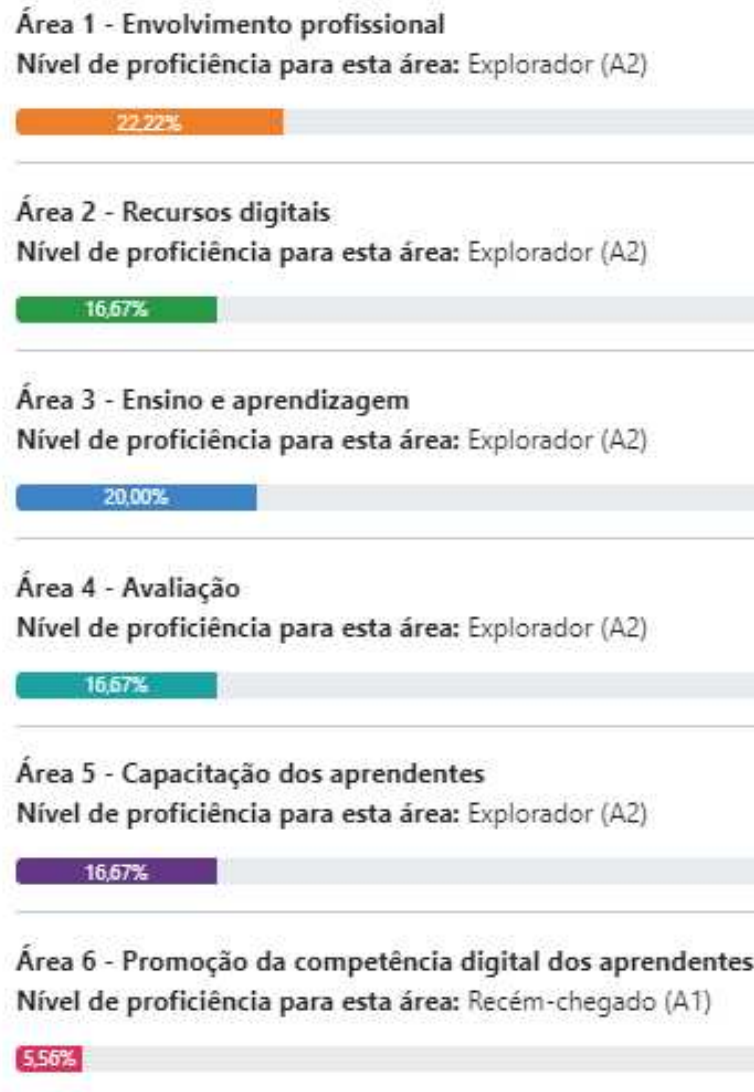 Área 1 - Envolvimento profissional
Nível de proficiência para esta área: Explorador (A2)
22,22%
Área 2 - Recursos digitais
Nível de proficiência para esta área: Explorador (A2)
16,67%
Área 3 - Ensino e aprendizagem
Nível de proficiência para esta área: Explorador (A2)
20,00%
Área 4 - Avaliação
Nível de proficiência para esta área: Explorador (A2)
16,67%
Área 5 - Capacitação dos aprendentes
Nível de proficiência para esta área: Explorador (A2)
16,67%
Área 6 - Promoção da competência digital dos aprendentes
Nível de proficiência para esta área: Recém-chegado (A1)
5,56%